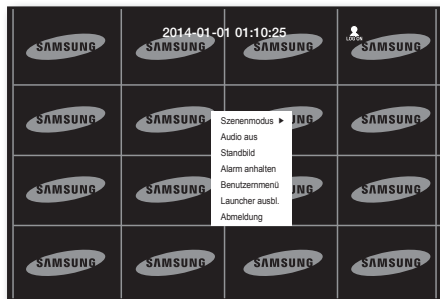 2014-01-01 01:10:25
LOG ON
SAMSUNG SAMSUNG SAMSUNG SAMSUNG
SAMSUNG SAMSUNG SAMSUNG SAMSUNG
Szenenmodus
Audio aus
Standbild
Alarm anhalten
Benutzermenü
Launcher ausbl.
Abmeldung
SAMSUNG SAMSUNG SAMSUNG SAMSUNG
SAMSUNG SAMSUNG SAMSUNG SAMSUNG